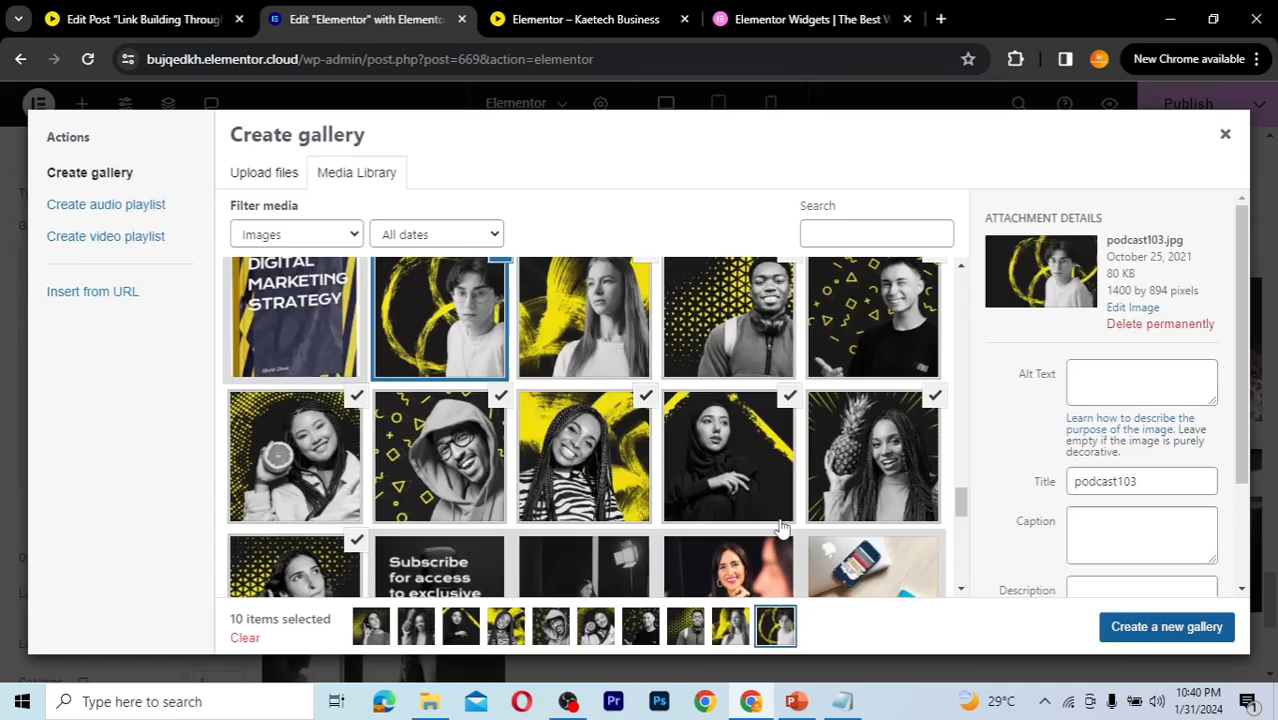 Edit Post "Link Building Throug
Edit "Elementor" with Elemento
Elementor – Kaetech Business
Elementor Widgets | The Best W
bujqedkh.elementor.cloud/wp-admin/post.php?post=669&action=elementor
New Chrome available
Elementor
Publish
Actions
Create gallery
Create audio playlist
Create video playlist
Insert from URL
Create gallery
Upload files
Media Library
Filter media
Images
All dates
Search
DIGITAL
MARKETING
STRATEGY
Subscribe
for access
to exclusive
ATTACHMENT DETAILS
podcast103.jpg
October 25, 2021
80 KB
1400 by 894 pixels
Edit Image
Delete permanently
Alt Text
Learn how to describe the
purpose of the image. Leave
empty if the image is purely
decorative.
Title
podcast103
Caption
Description
10 items selected
Clear
Create a new gallery
Columns
Type here to search
Pr
Ps
29°C
10:40 PM
1/31/2024
1